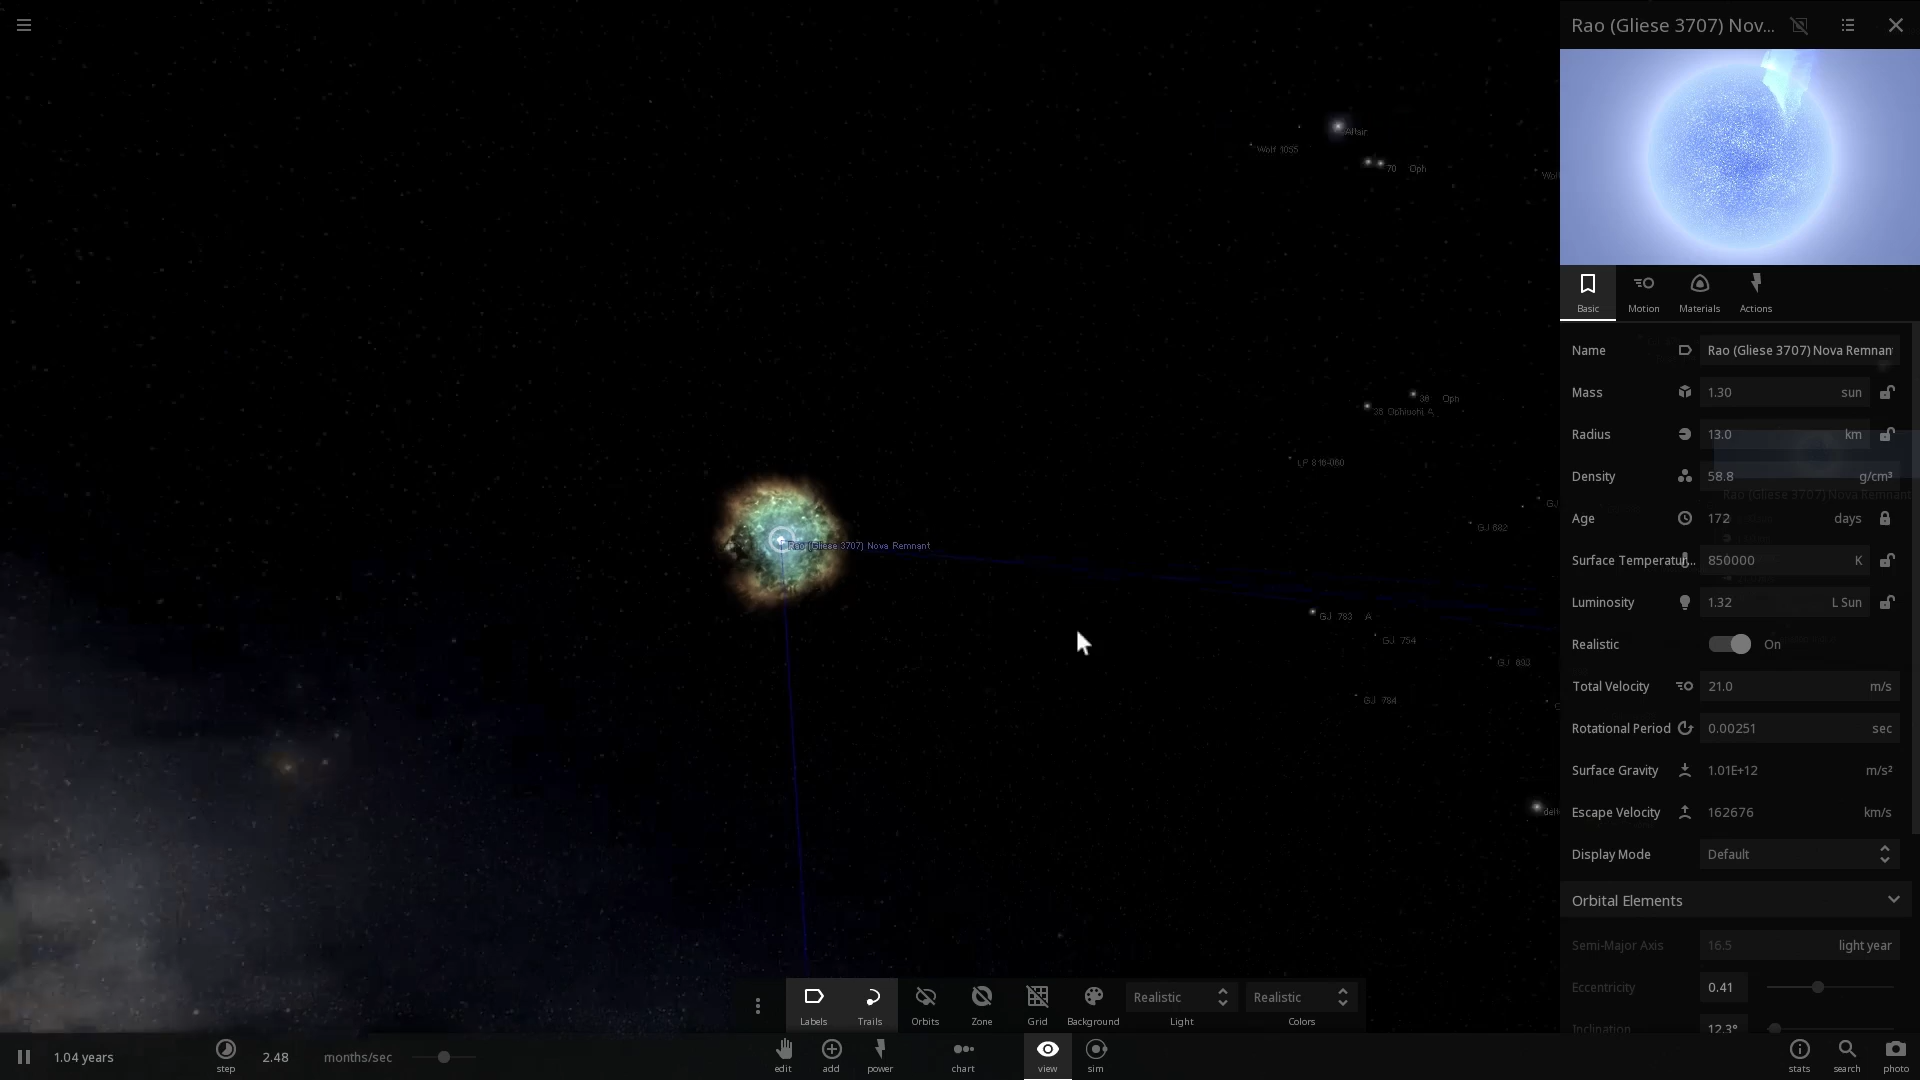 Rao (Gliese 3707) Nov...
Altair
Wolf 1055
70 Oph
Basic
Motion
Materials
Actions
Name
Rao (Gliese 3707) Nova Remnan
Mass
1.30
sun
36 Oph
36 Ophiuchi A
Radius
13.0
km
LP 816-060
Density
58.8
g/cm³
Rao (Gliese 3707) Nova Remnant
Age
172
days
GJ 682
Rao (Gliese 3707) Nova Remnant
Surface Temperatur...
850000
K
Luminosity
1.32
L Sun
GJ 783 A
GJ 754
Realistic
On
GJ 693
Total Velocity
21.0
m/s
GJ 784
Rotational Period
0.00251
sec
Surface Gravity
1.01E+12
m/s²
Escape Velocity
162676
km/s
Display Mode
Default
Orbital Elements
Semi-Major Axis
16.5
light year
Eccentricity
0.41
Inclination
12.3°
Labels
Trails
Orbits
Zone
Grid
Background
Realistic
Light
Realistic
Colors
1.04 years
step
2.48
months/sec
edit
add
power
chart
view
sim
stats
search
photo